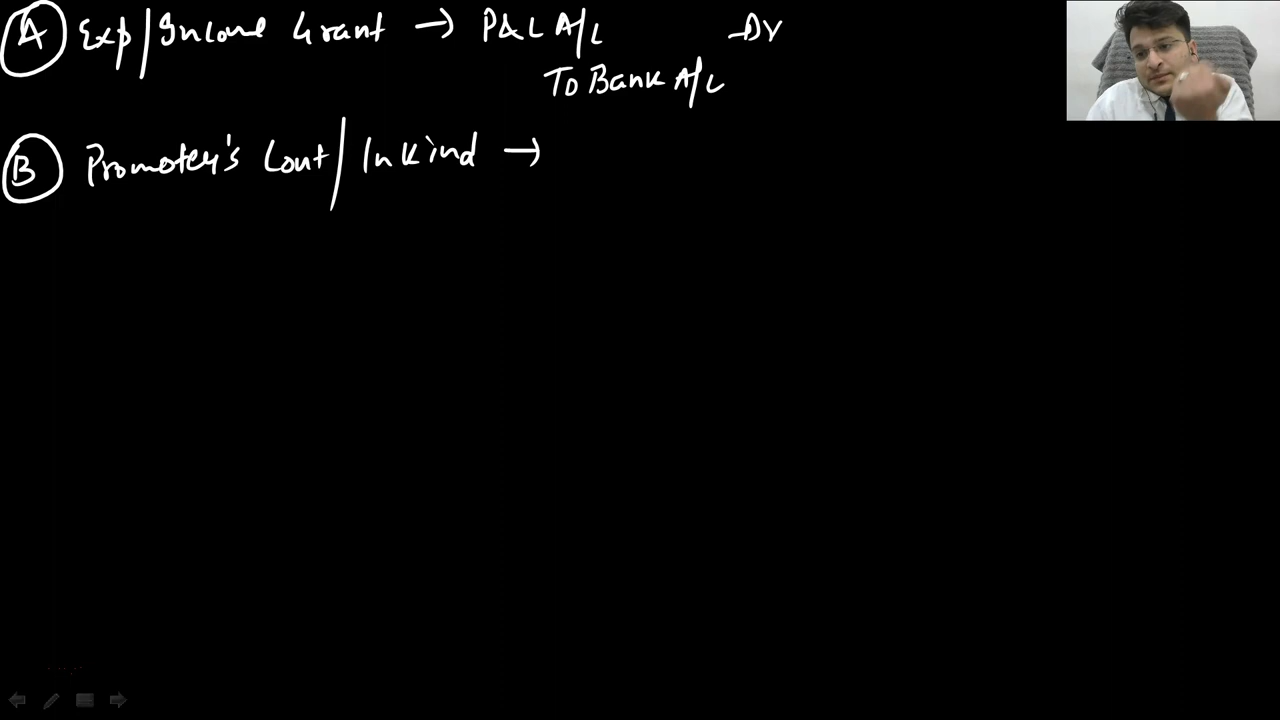 A Exp/Income Grant → P&L A/L Dr
To Bank A/L
B Promoter's Cont/In Kind →